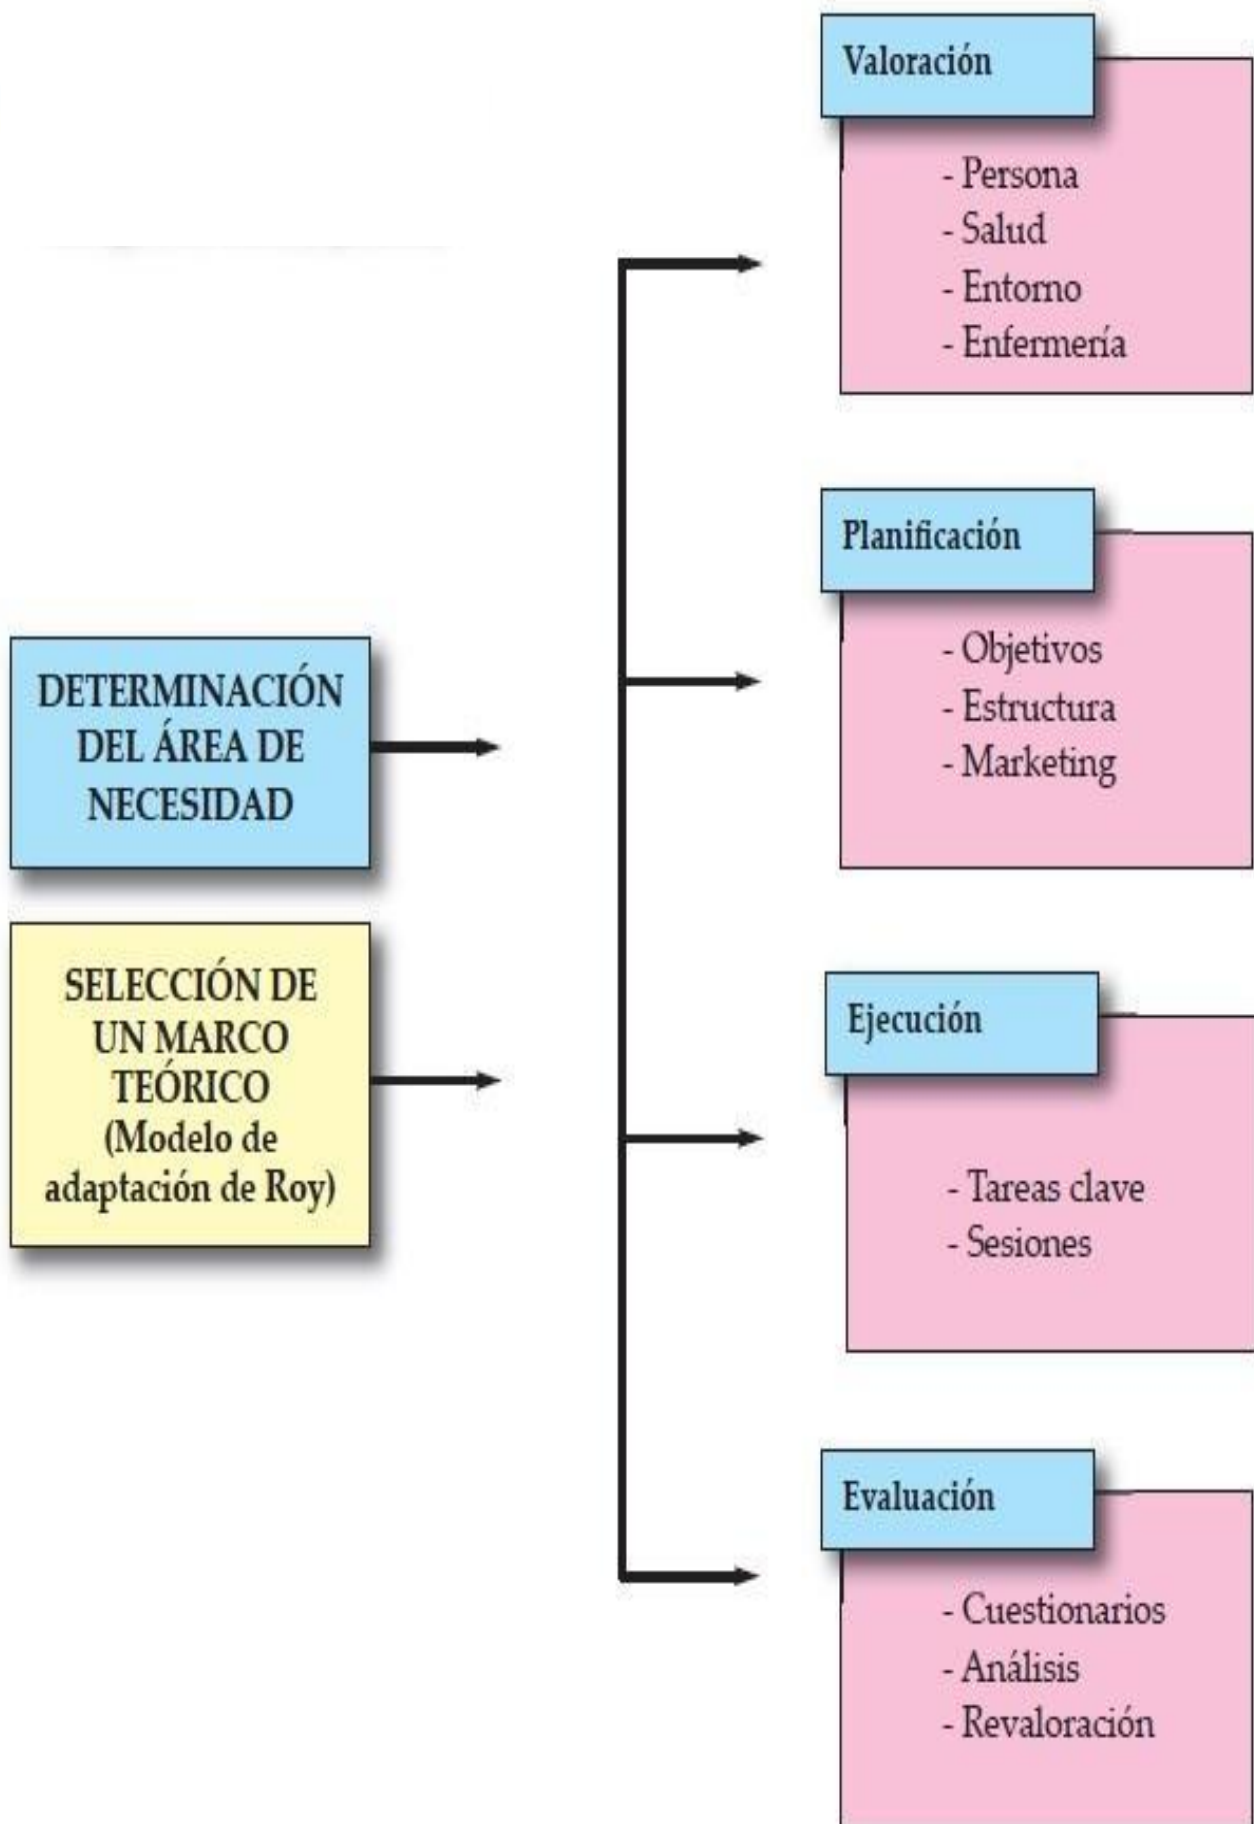 DETERMINACIÓN
DEL ÁREA DE
NECESIDAD
SELECCIÓN DE
UN MARCO
TEÓRICO
(Modelo de
adaptación de Roy)
Valoración
- Persona
- Salud
- Entorno
- Enfermería
Planificación
- Objetivos
- Estructura
- Marketing
Ejecución
- Tareas clave
- Sesiones
Evaluación
- Cuestionarios
- Análisis
- Revaloración